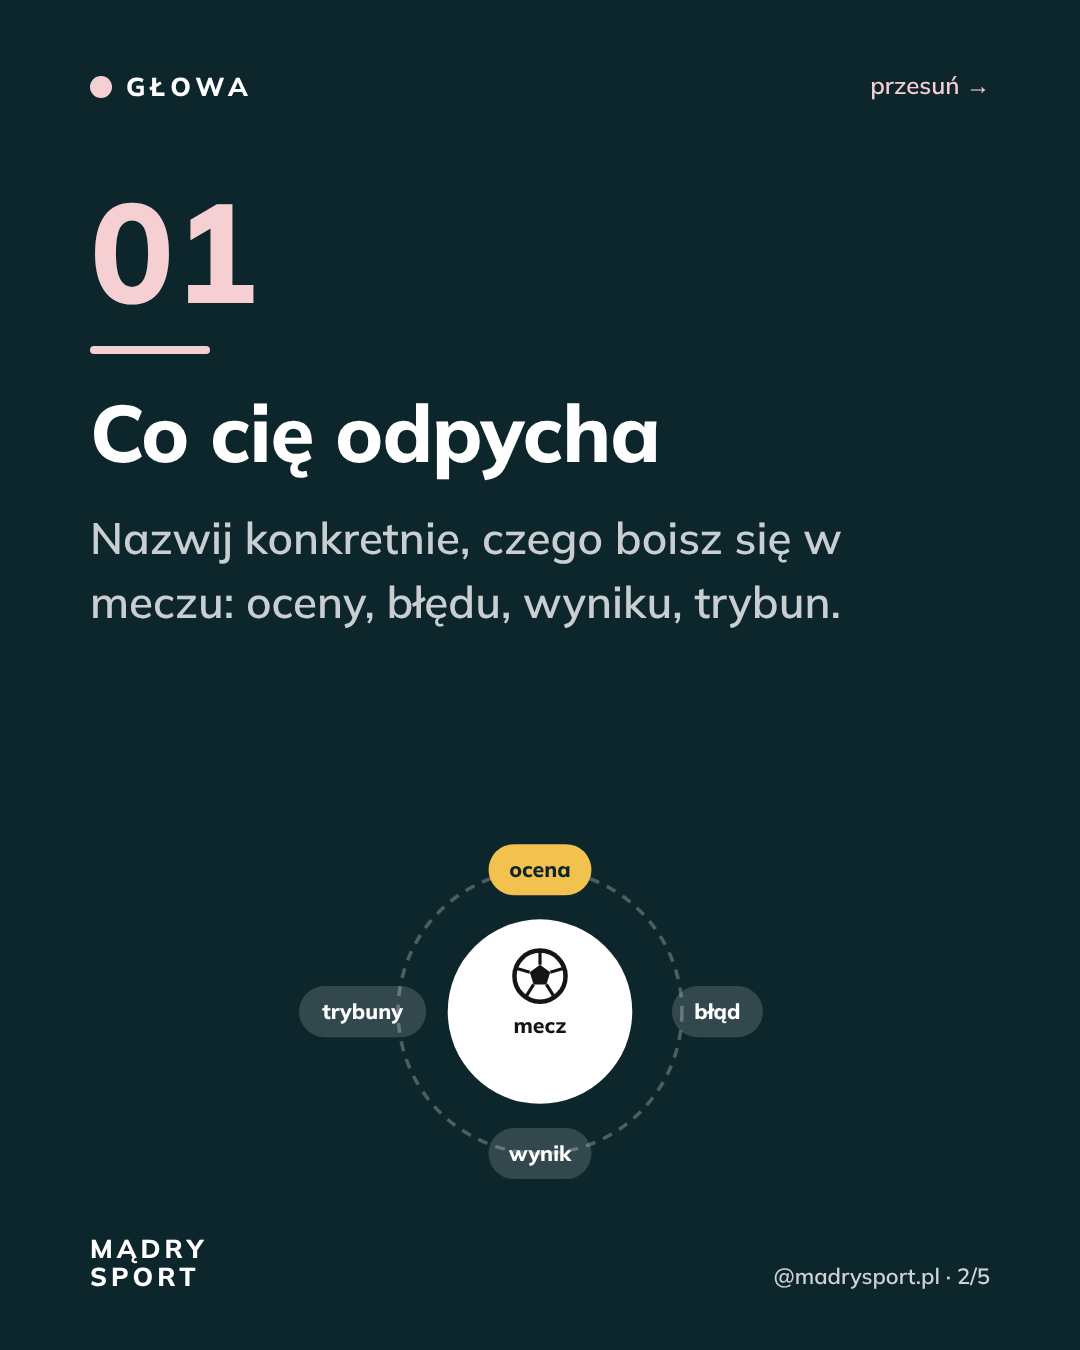 GŁOWA
przesuń →
01
Co cię odpycha
Nazwij konkretnie, czego boisz się w
meczu: oceny, błędu, wyniku, trybun.
ocena
trybuny
mecz
błąd
wynik
MĄDRY
SPORT
@madrysport.pl · 2/5